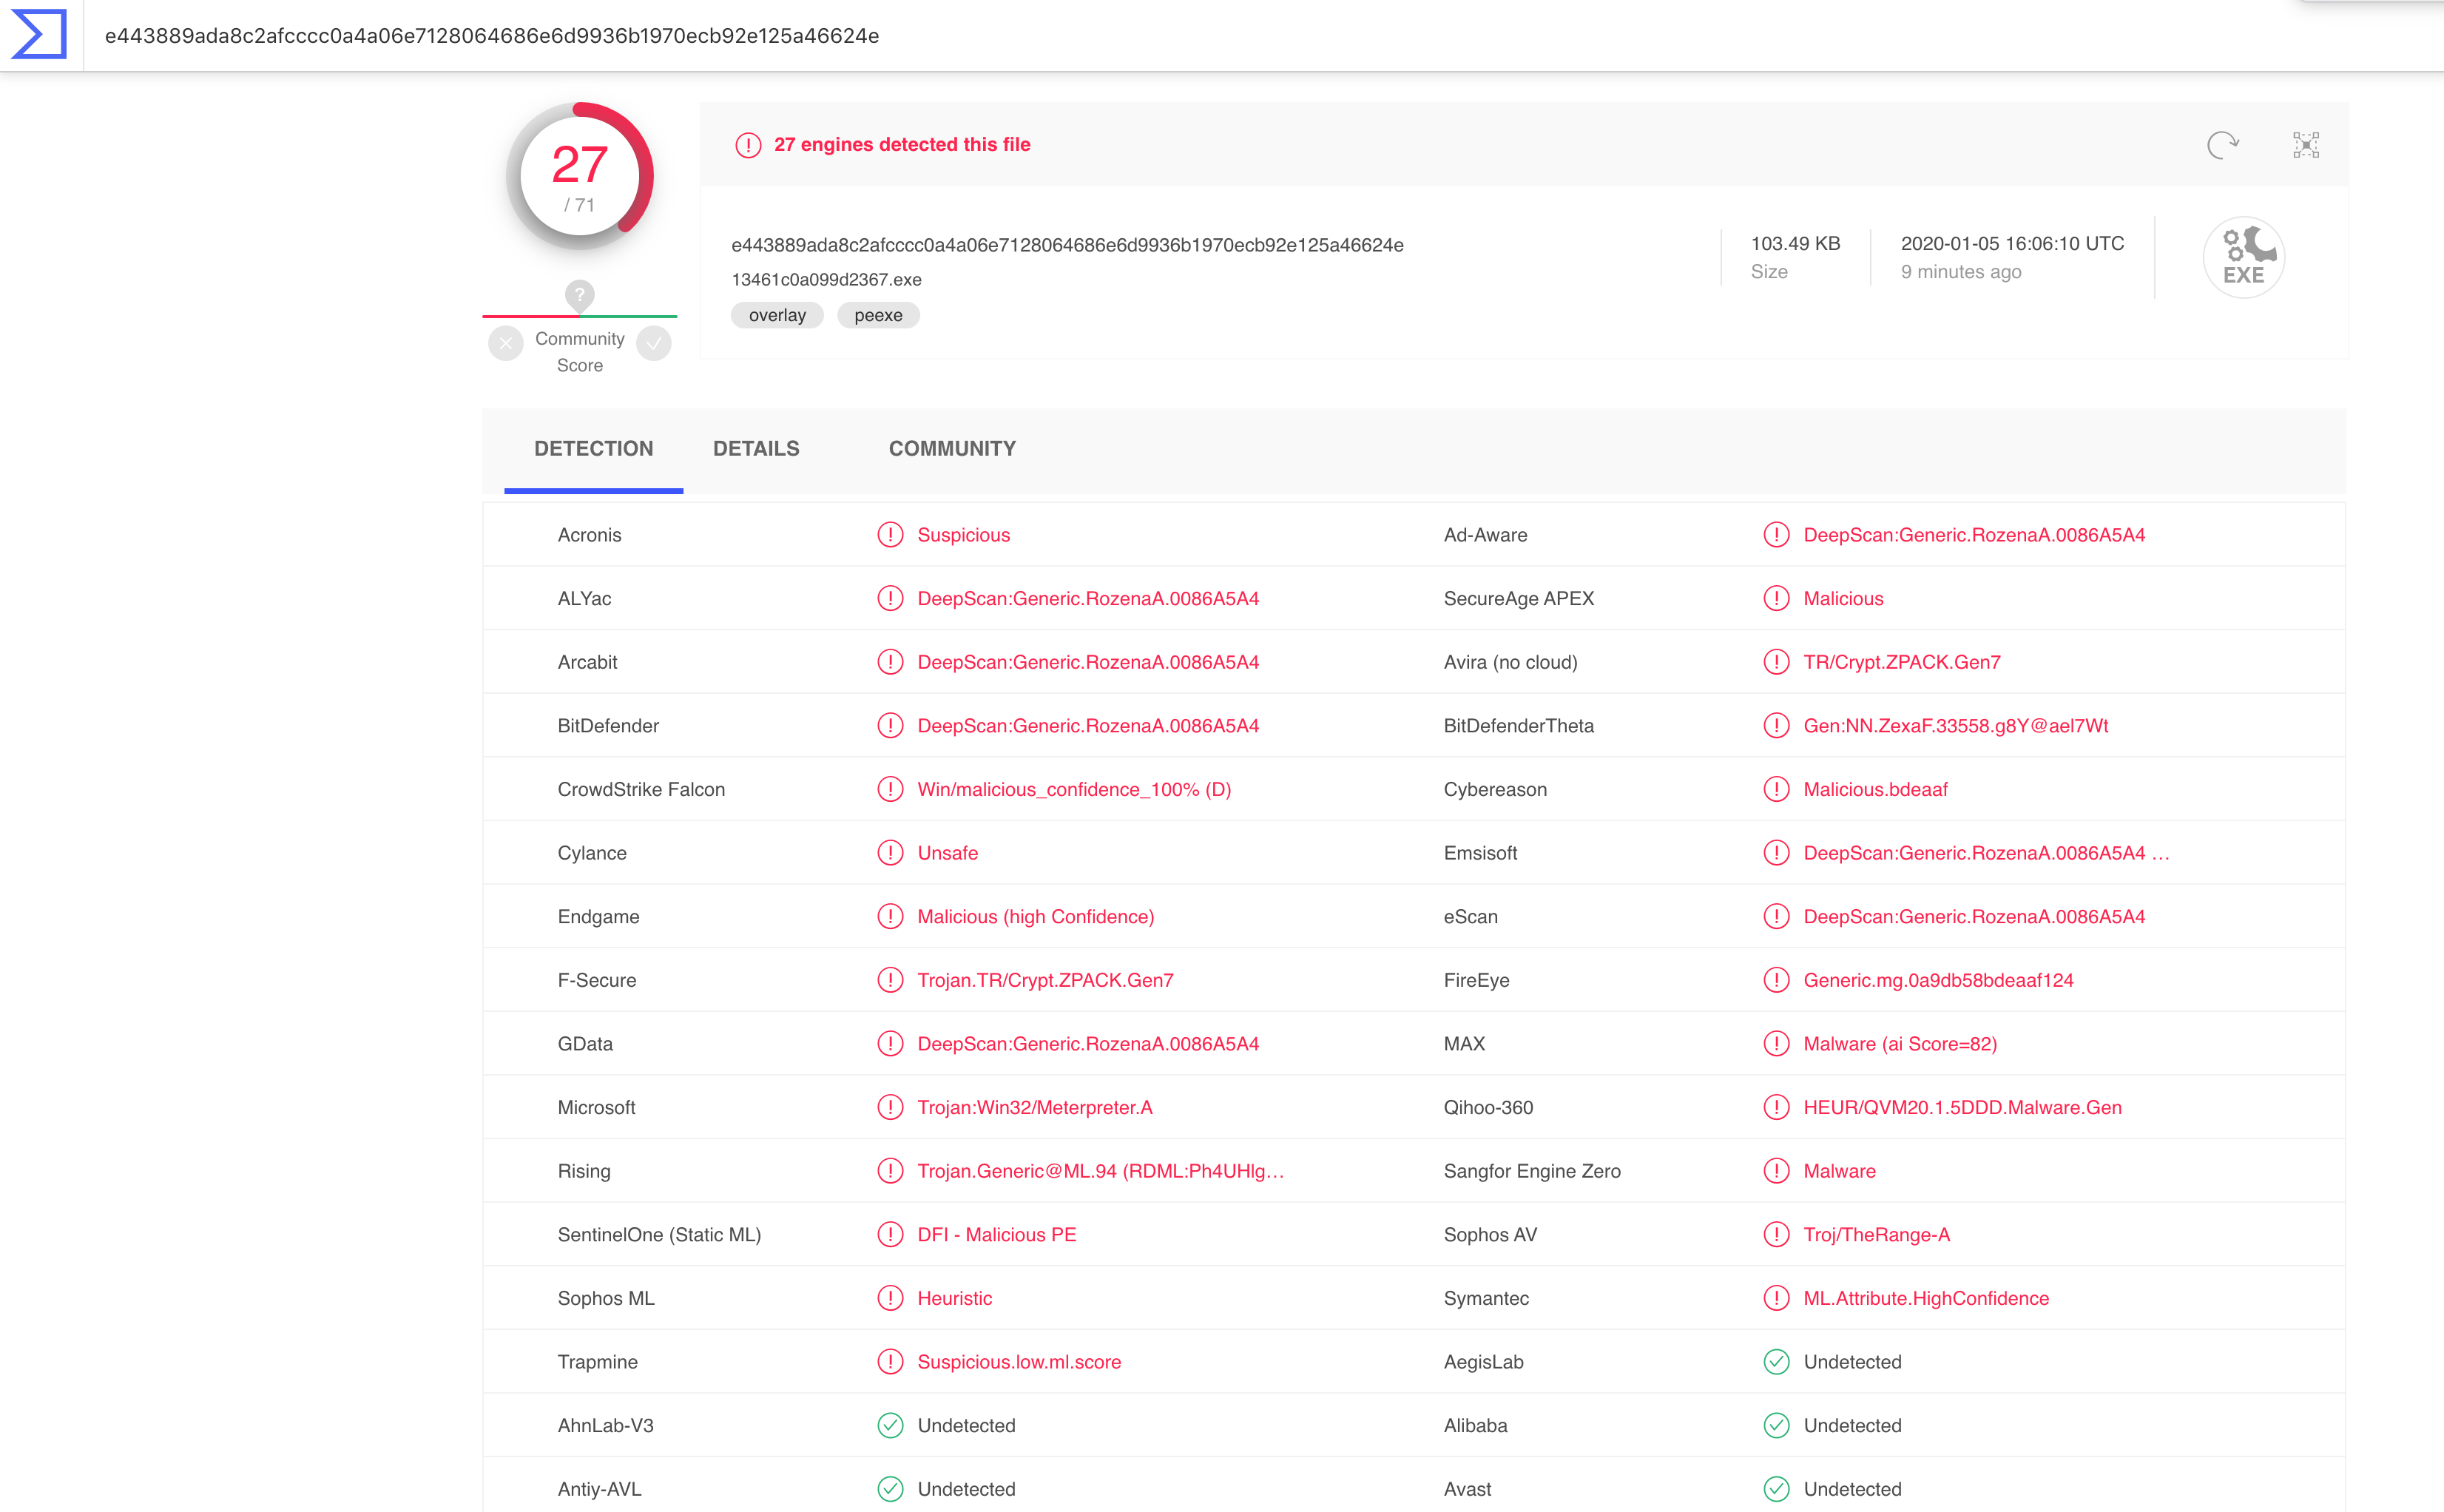 e443889ada8c2afcccc0a4a06e7128064686e6d9936b1970ecb92e125a46624e
27
/ 71
27 engines detected this file
e443889ada8c2afcccc0a4a06e7128064686e6d9936b1970ecb92e125a46624e
13461c0a099d2367.exe
overlay peexe
103.49 KB
Size
2020-01-05 16:06:10 UTC
9 minutes ago
EXE
?
Community
Score
DETECTION DETAILS COMMUNITY
Acronis Suspicious Ad-Aware DeepScan:Generic.RozenaA.0086A5A4
ALYac DeepScan:Generic.RozenaA.0086A5A4 SecureAge APEX Malicious
Arcabit DeepScan:Generic.RozenaA.0086A5A4 Avira (no cloud) TR/Crypt.ZPACK.Gen7
BitDefender DeepScan:Generic.RozenaA.0086A5A4 BitDefenderTheta Gen:NN.ZexaF.33558.g8Y@aeI7Wt
CrowdStrike Falcon Win/malicious_confidence_100% (D) Cybereason Malicious.bdeaaf
Cylance Unsafe Emsisoft DeepScan:Generic.RozenaA.0086A5A4 …
Endgame Malicious (high Confidence) eScan DeepScan:Generic.RozenaA.0086A5A4
F-Secure Trojan.TR/Crypt.ZPACK.Gen7 FireEye Generic.mg.0a9db58bdeaaf124
GData DeepScan:Generic.RozenaA.0086A5A4 MAX Malware (ai Score=82)
Microsoft Trojan:Win32/Meterpreter.A Qihoo-360 HEUR/QVM20.1.5DDD.Malware.Gen
Rising Trojan.Generic@ML.94 (RDML:Ph4UHlg… Sangfor Engine Zero Malware
SentinelOne (Static ML) DFI - Malicious PE Sophos AV Troj/TheRange-A
Sophos ML Heuristic Symantec ML.Attribute.HighConfidence
Trapmine Suspicious.low.ml.score AegisLab Undetected
AhnLab-V3 Undetected Alibaba Undetected
Antiy-AVL Undetected Avast Undetected